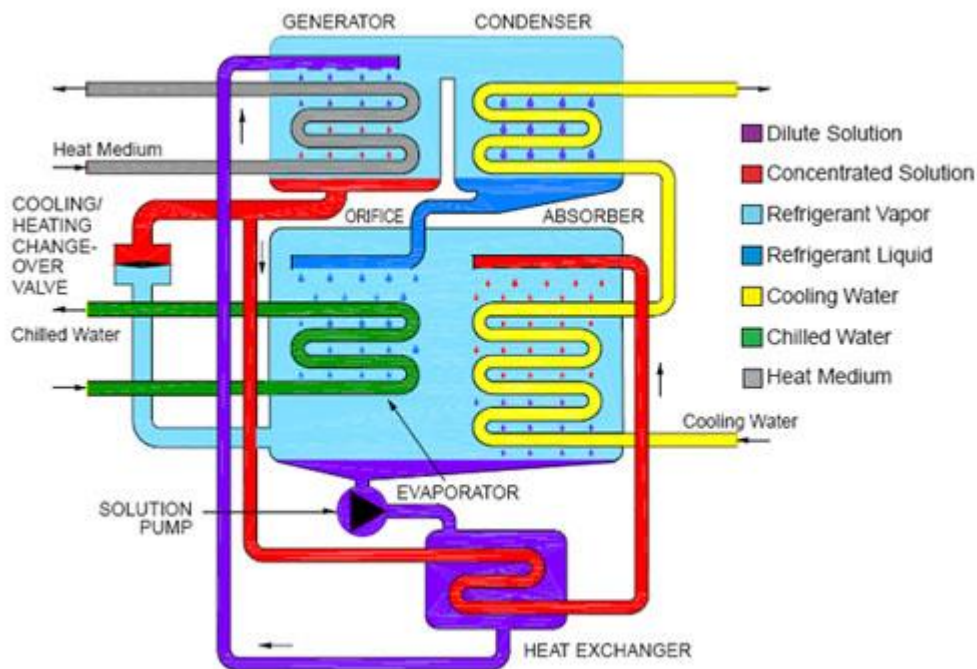 GENERATOR
CONDENSER
Heat Medium
COOLING/
HEATING
CHANGE-
OVER
VALVE
ORIFICE
ABSORBER
Chilled Water
Cooling Water
EVAPORATOR
SOLUTION
PUMP
HEAT EXCHANGER
Dilute Solution
Concentrated Solution
Refrigerant Vapor
Refrigerant Liquid
Cooling Water
Chilled Water
Heat Medium